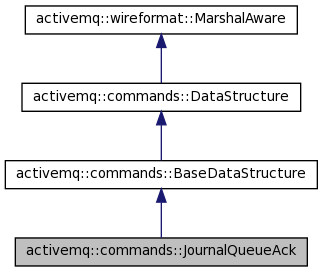 activemq::wireformat::MarshalAware
activemq::commands::DataStructure
activemq::commands::BaseDataStructure
activemq::commands::JournalQueueAck